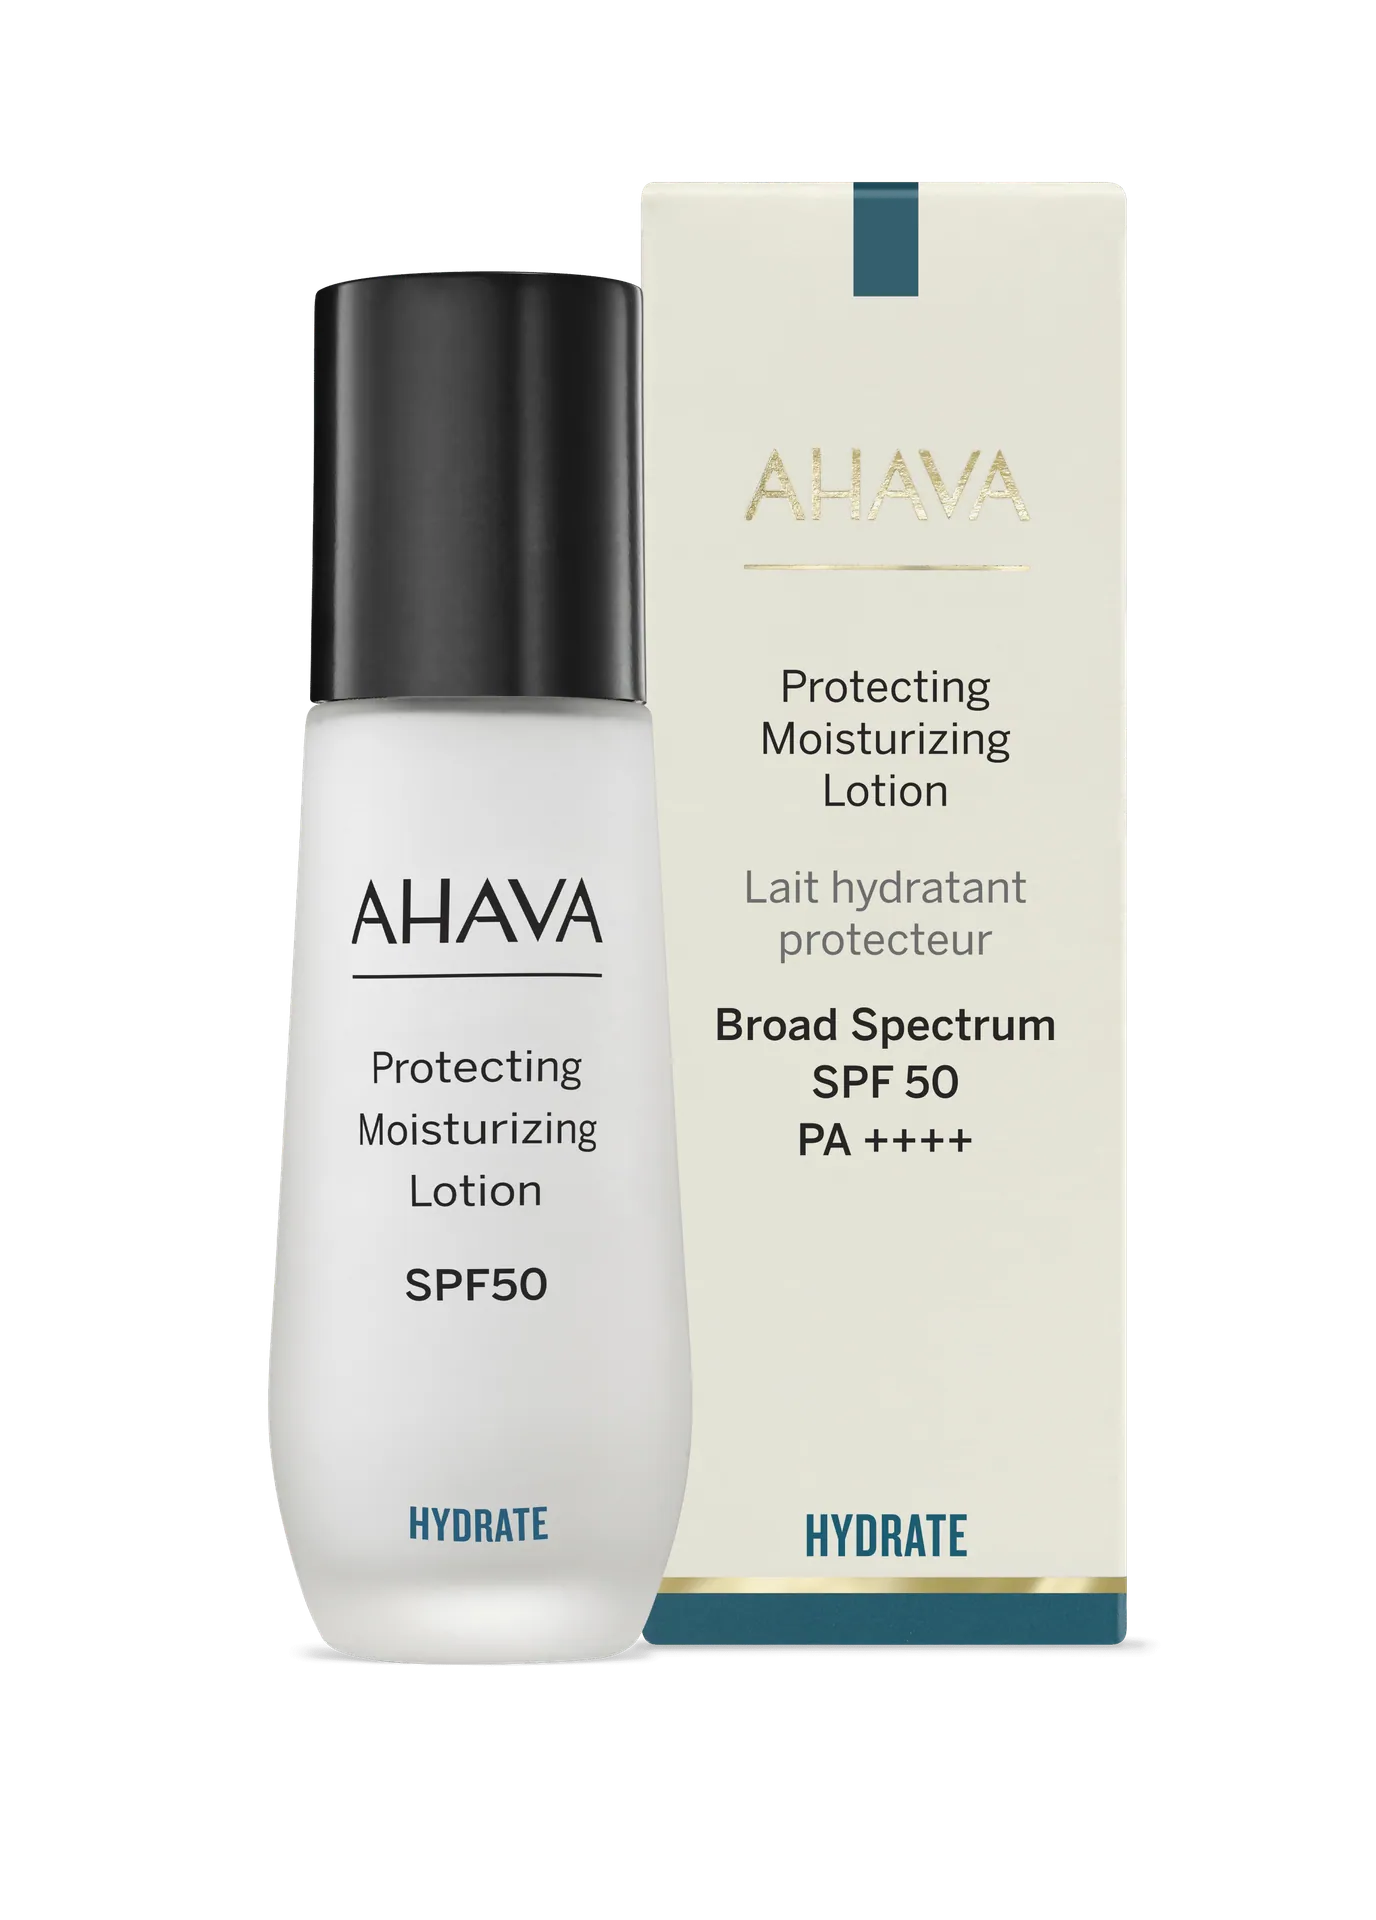 AHAVA
Protecting
Moisturizing
Lotion
SPF50
HYDRATE
AHAVA
Protecting
Moisturizing
Lotion
Lait hydratant
protecteur
Broad Spectrum
SPF 50
PA ++++
HYDRATE